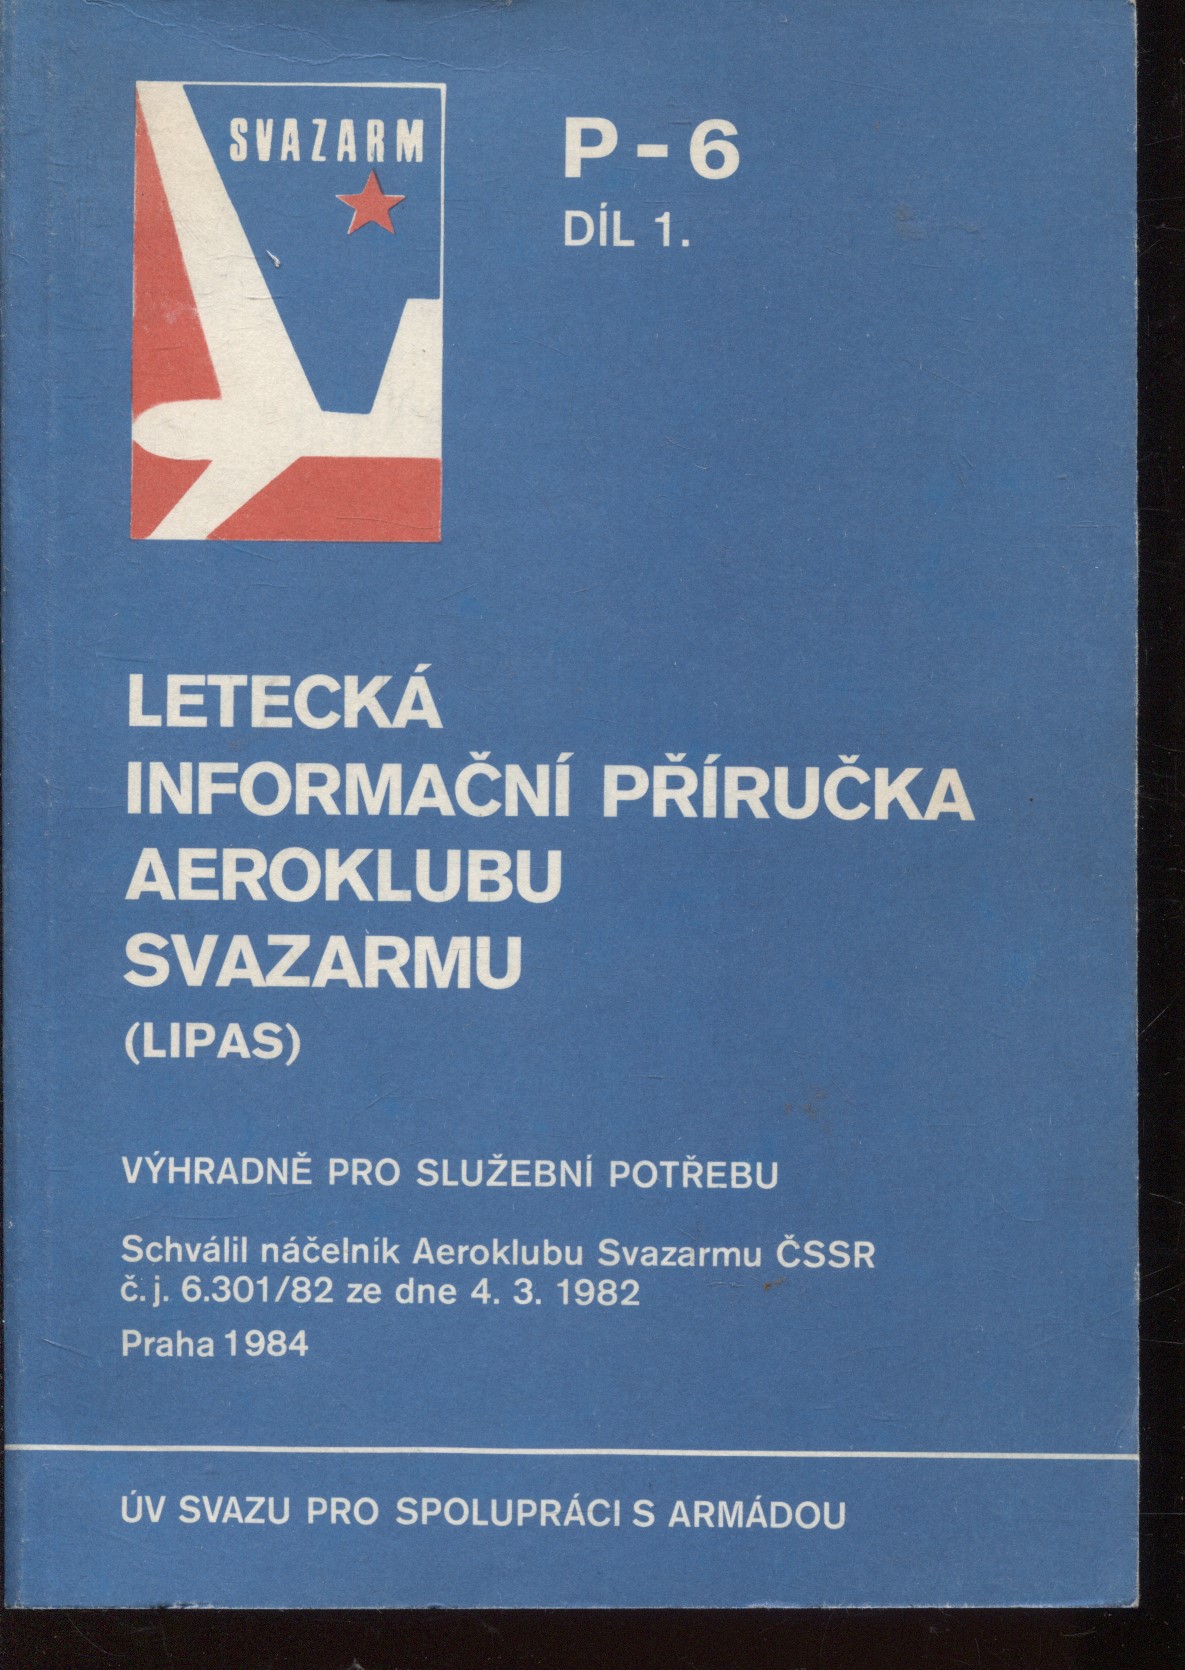 SVAZARM
P-6
DÍL 1.
LETECKÁ
INFORMAČNÍ PŘÍRUČKA
AEROKLUBU
SVAZARMU
(LIPAS)
VÝHRADNĚ PRO SLUŽEBNÍ POTŘEBU
Schválil náčelník Aeroklubu Svazarmu ČSSR
č. j. 6.301/82 ze dne 4. 3. 1982
Praha 1984
ÚV SVAZU PRO SPOLUPRÁCI S ARMÁDOU